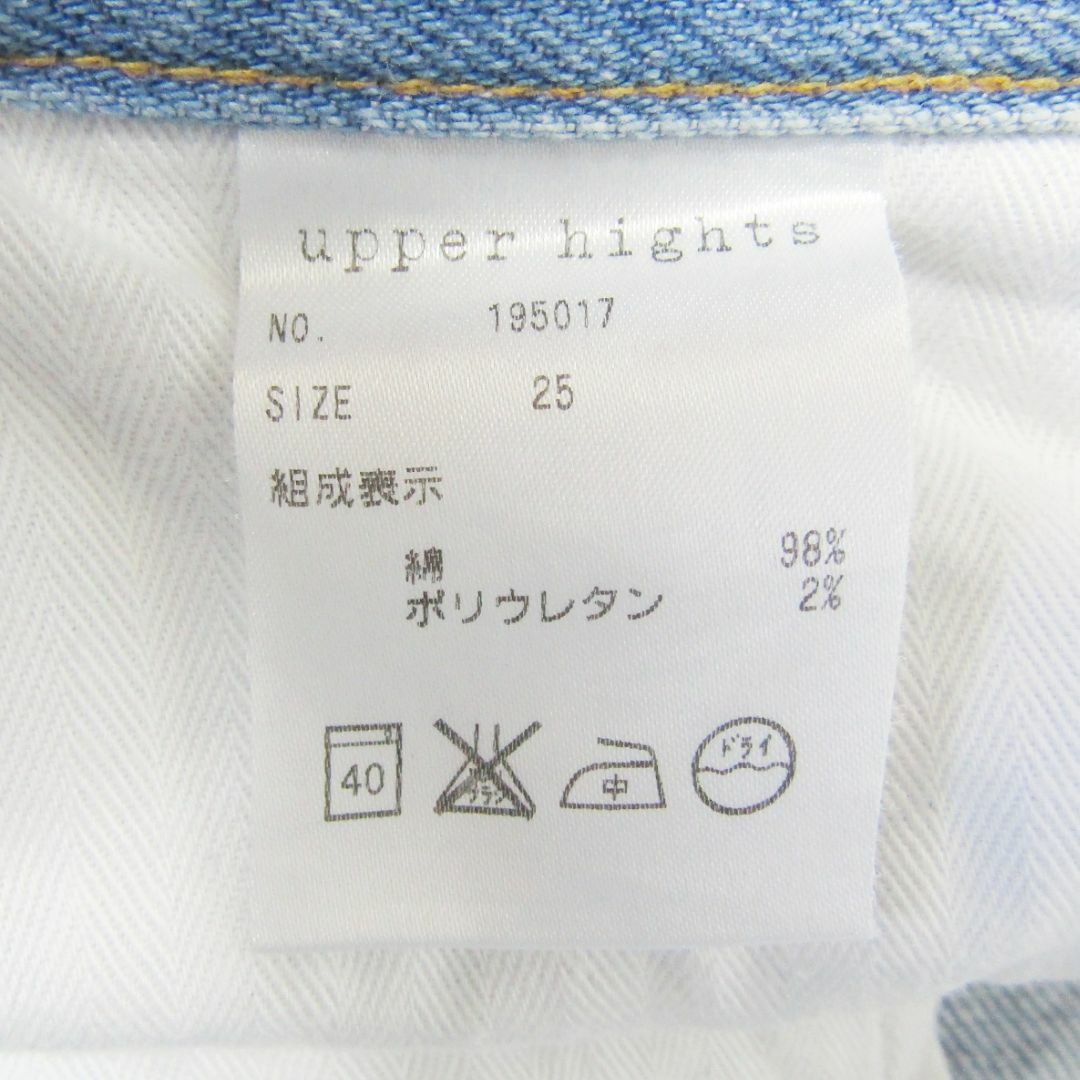 upper hights
NO. 195017
SIZE 25
組成表示
綿 98%
ポリウレタン 2%
40 中 ドライ